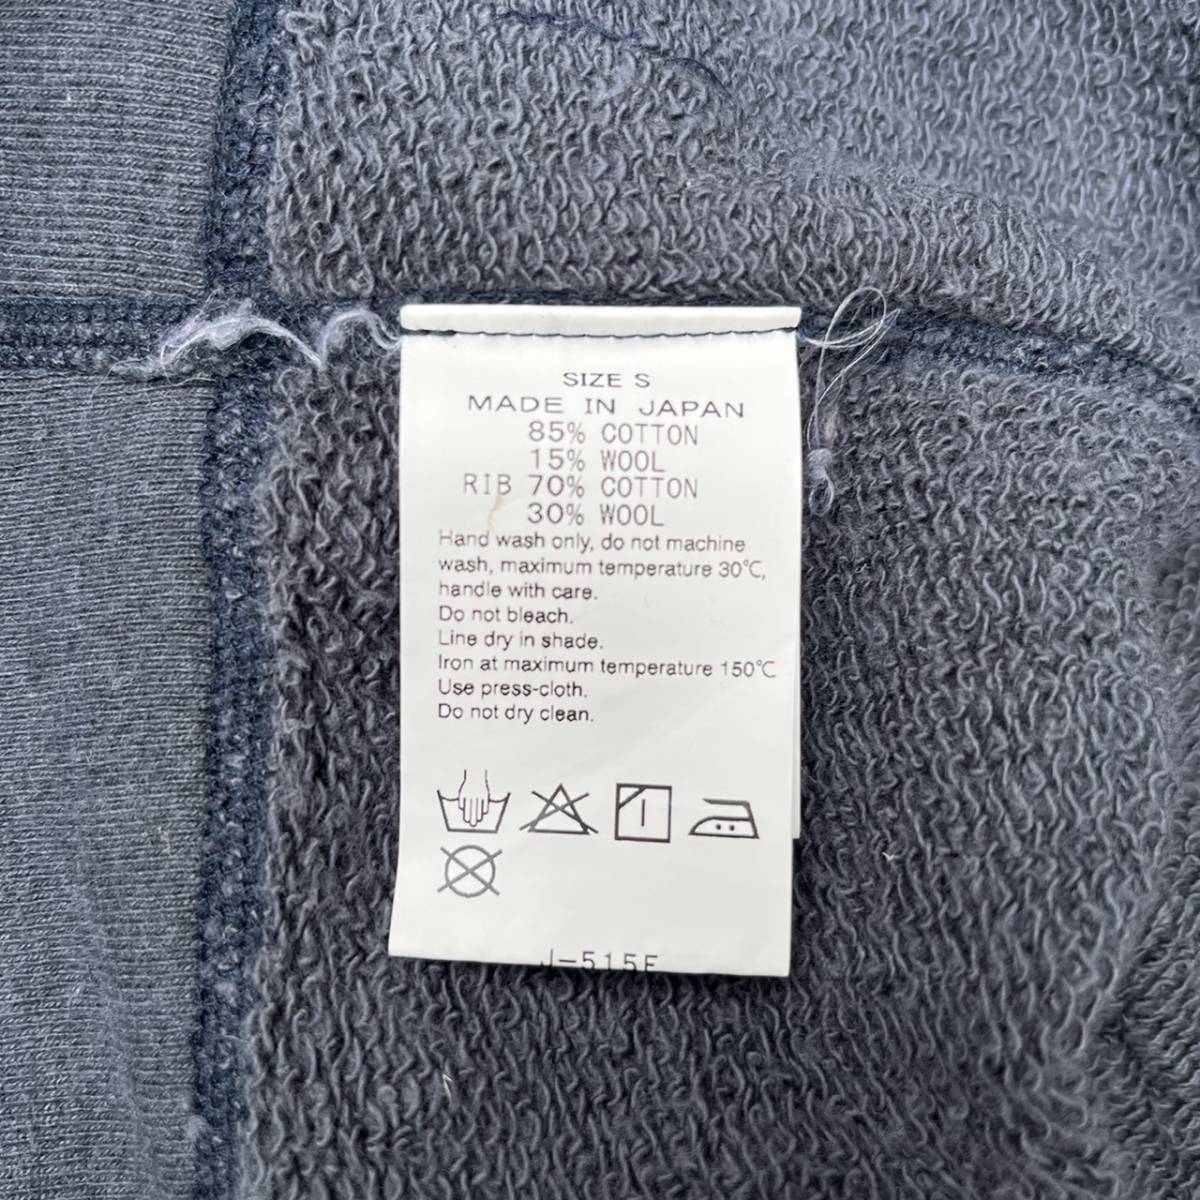 SIZE S
MADE IN JAPAN
85% COTTON
15% WOOL
RIB 70% COTTON
30% WOOL
Hand wash only, do not machine
wash, maximum temperature 30℃,
handle with care.
Do not bleach.
Line dry in shade.
Iron at maximum temperature 150℃
Use press-cloth.
Do not dry clean.